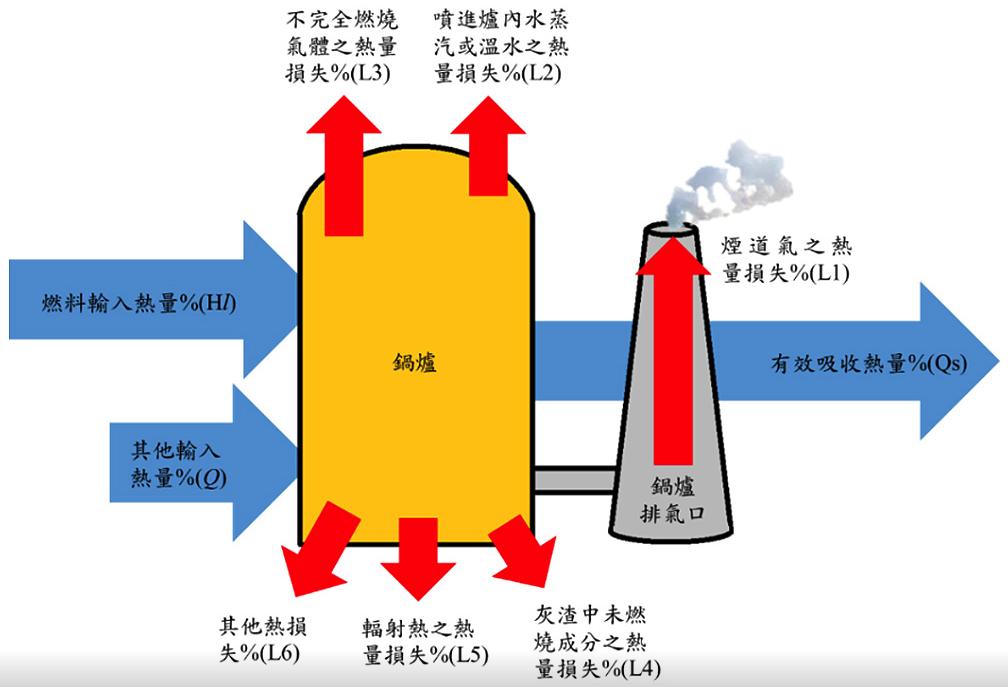 不完全燃燒
氣體之熱量
損失%(L3)
噴進爐內水蒸
汽或溫水之熱
量損失%(L2)
煙道氣之熱
量損失%(L1)
燃料輸入熱量%(Hl)
鍋爐
有效吸收熱量%(Qs)
其他輸入
熱量%(Q)
鍋爐
排氣口
其他熱損
失%(L6)
輻射熱之熱
量損失%(L5)
灰渣中未燃
燒成分之熱
量損失%(L4)